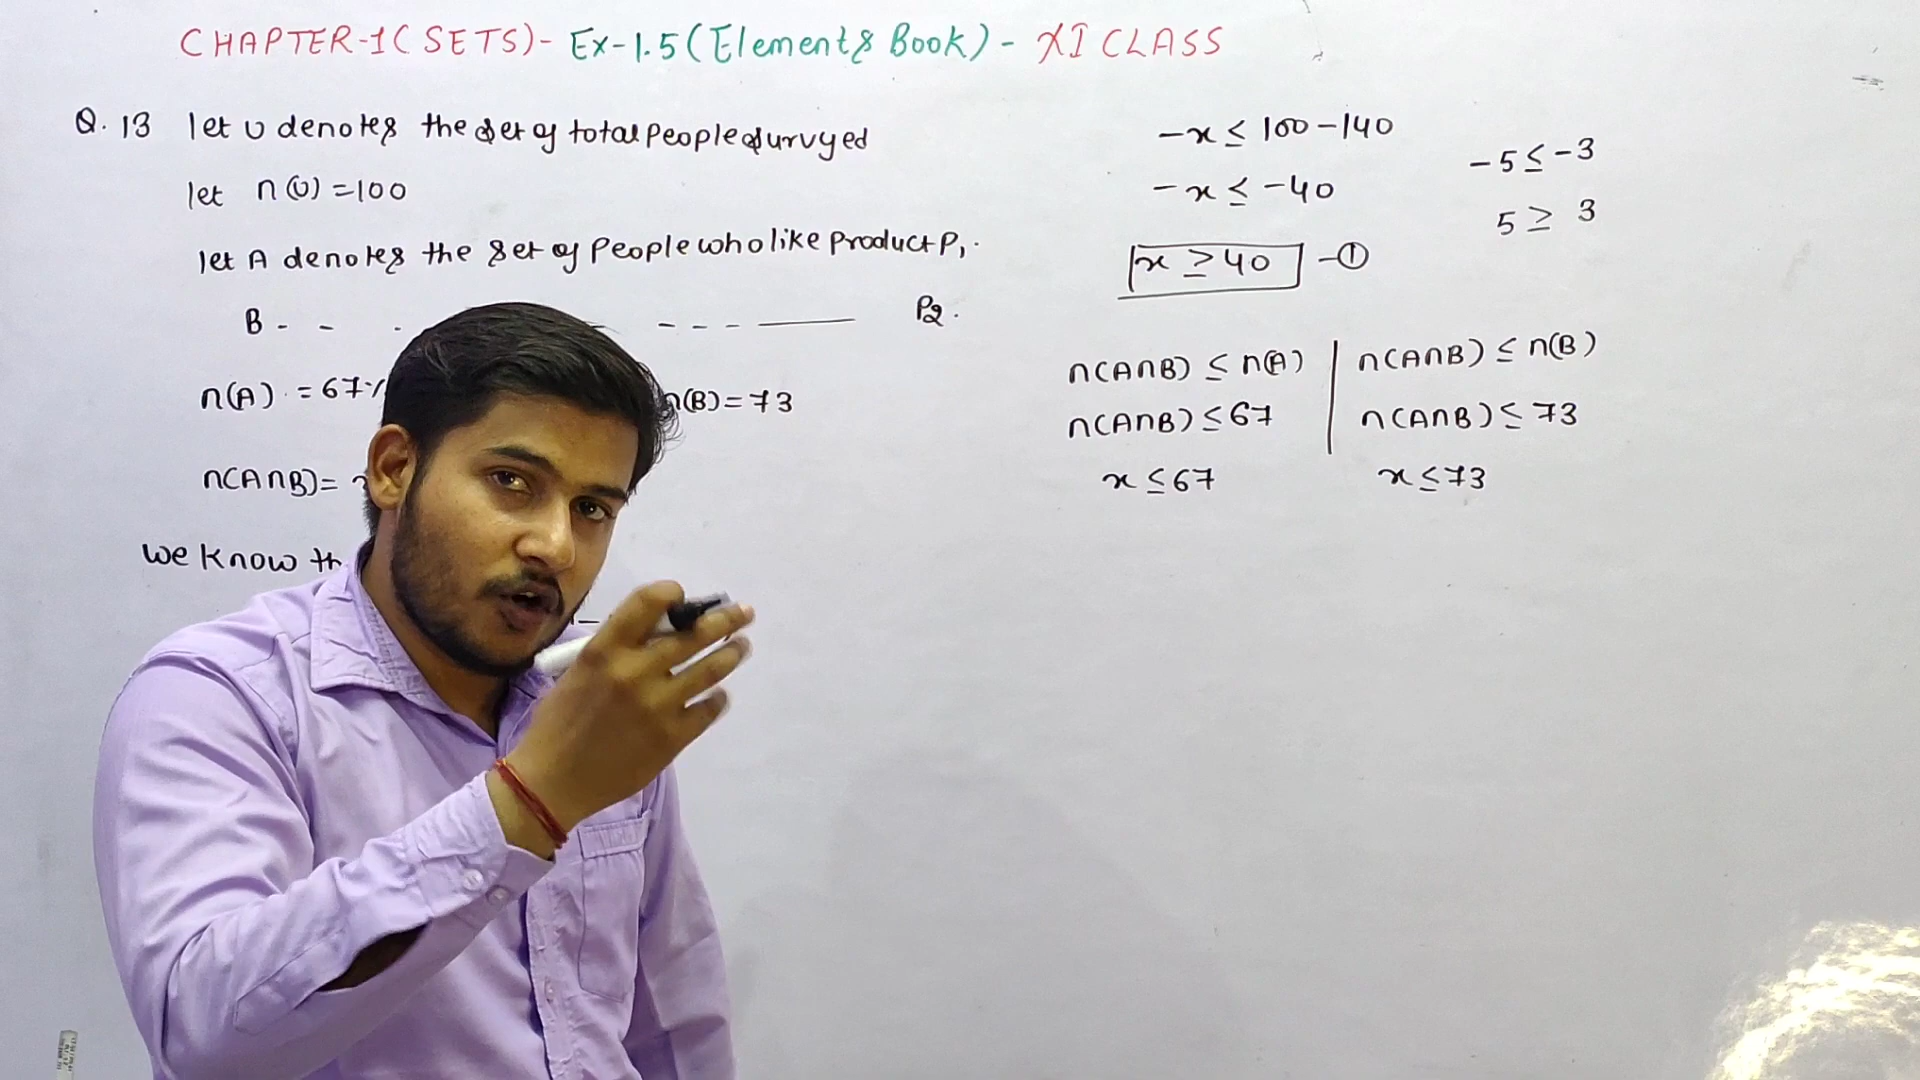 CHAPTER-1(SETS)- Ex-1.5(Elements Book)- XI CLASS
Q. 13 let U denotes the set of total people survyed
let n(U) = 100
let A denotes the set of people who like product P₁.
B - - - - - - P2.
n(A) = 67% n(B) = 73
n(A∩B) =
we know th
-x ≤ 100-140
-x ≤ -40
x ≥ 40 -①
-5 ≤ -3
5 ≥ 3
n(A∩B) ≤ n(A)
n(A∩B) ≤ 67
x ≤ 67
n(A∩B) ≤ n(B)
n(A∩B) ≤ 73
x ≤ 73